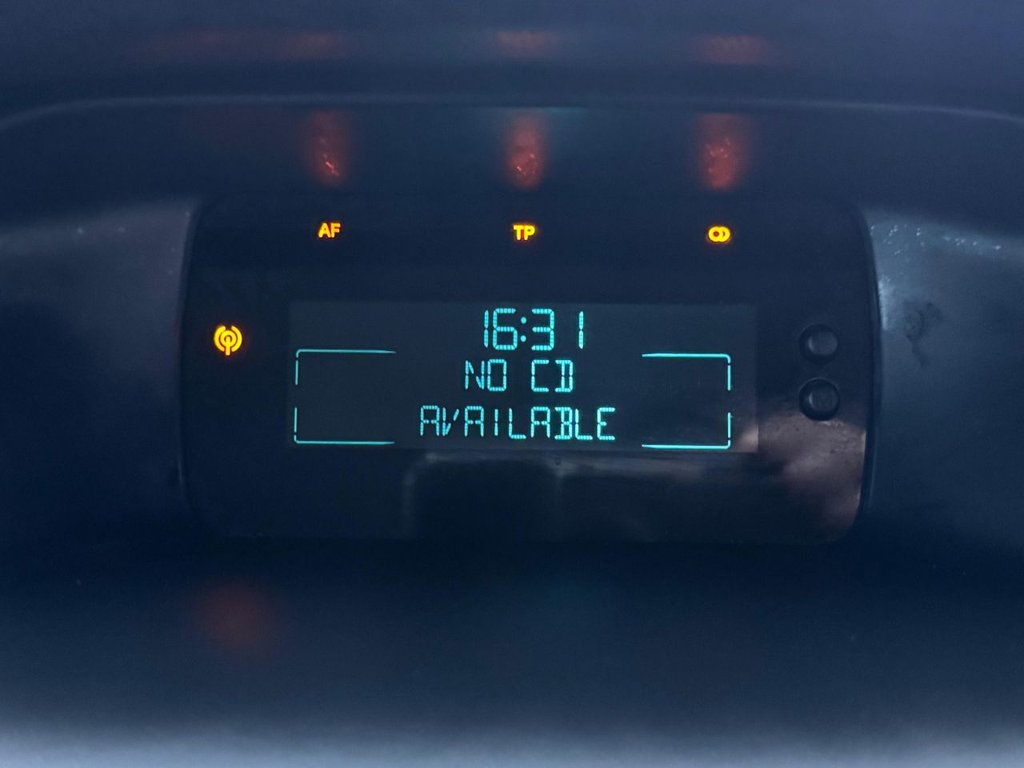 AF TP
16:31
NO CD
AVAILABLE